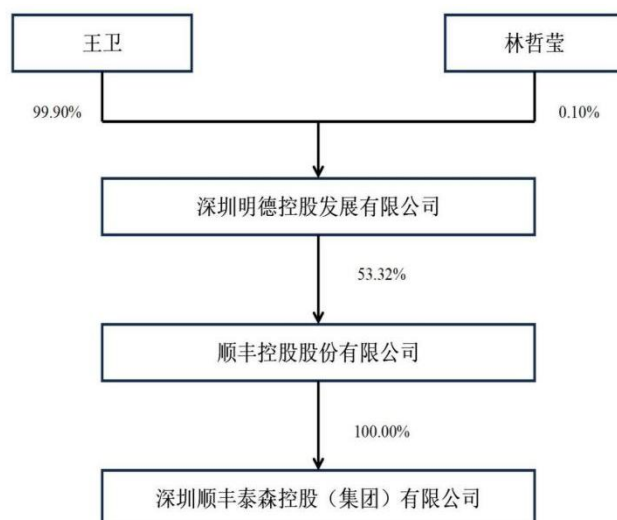 王卫
林哲莹
99.90%
0.10%
深圳明德控股发展有限公司
53.32%
顺丰控股股份有限公司
100.00%
深圳顺丰泰森控股（集团）有限公司